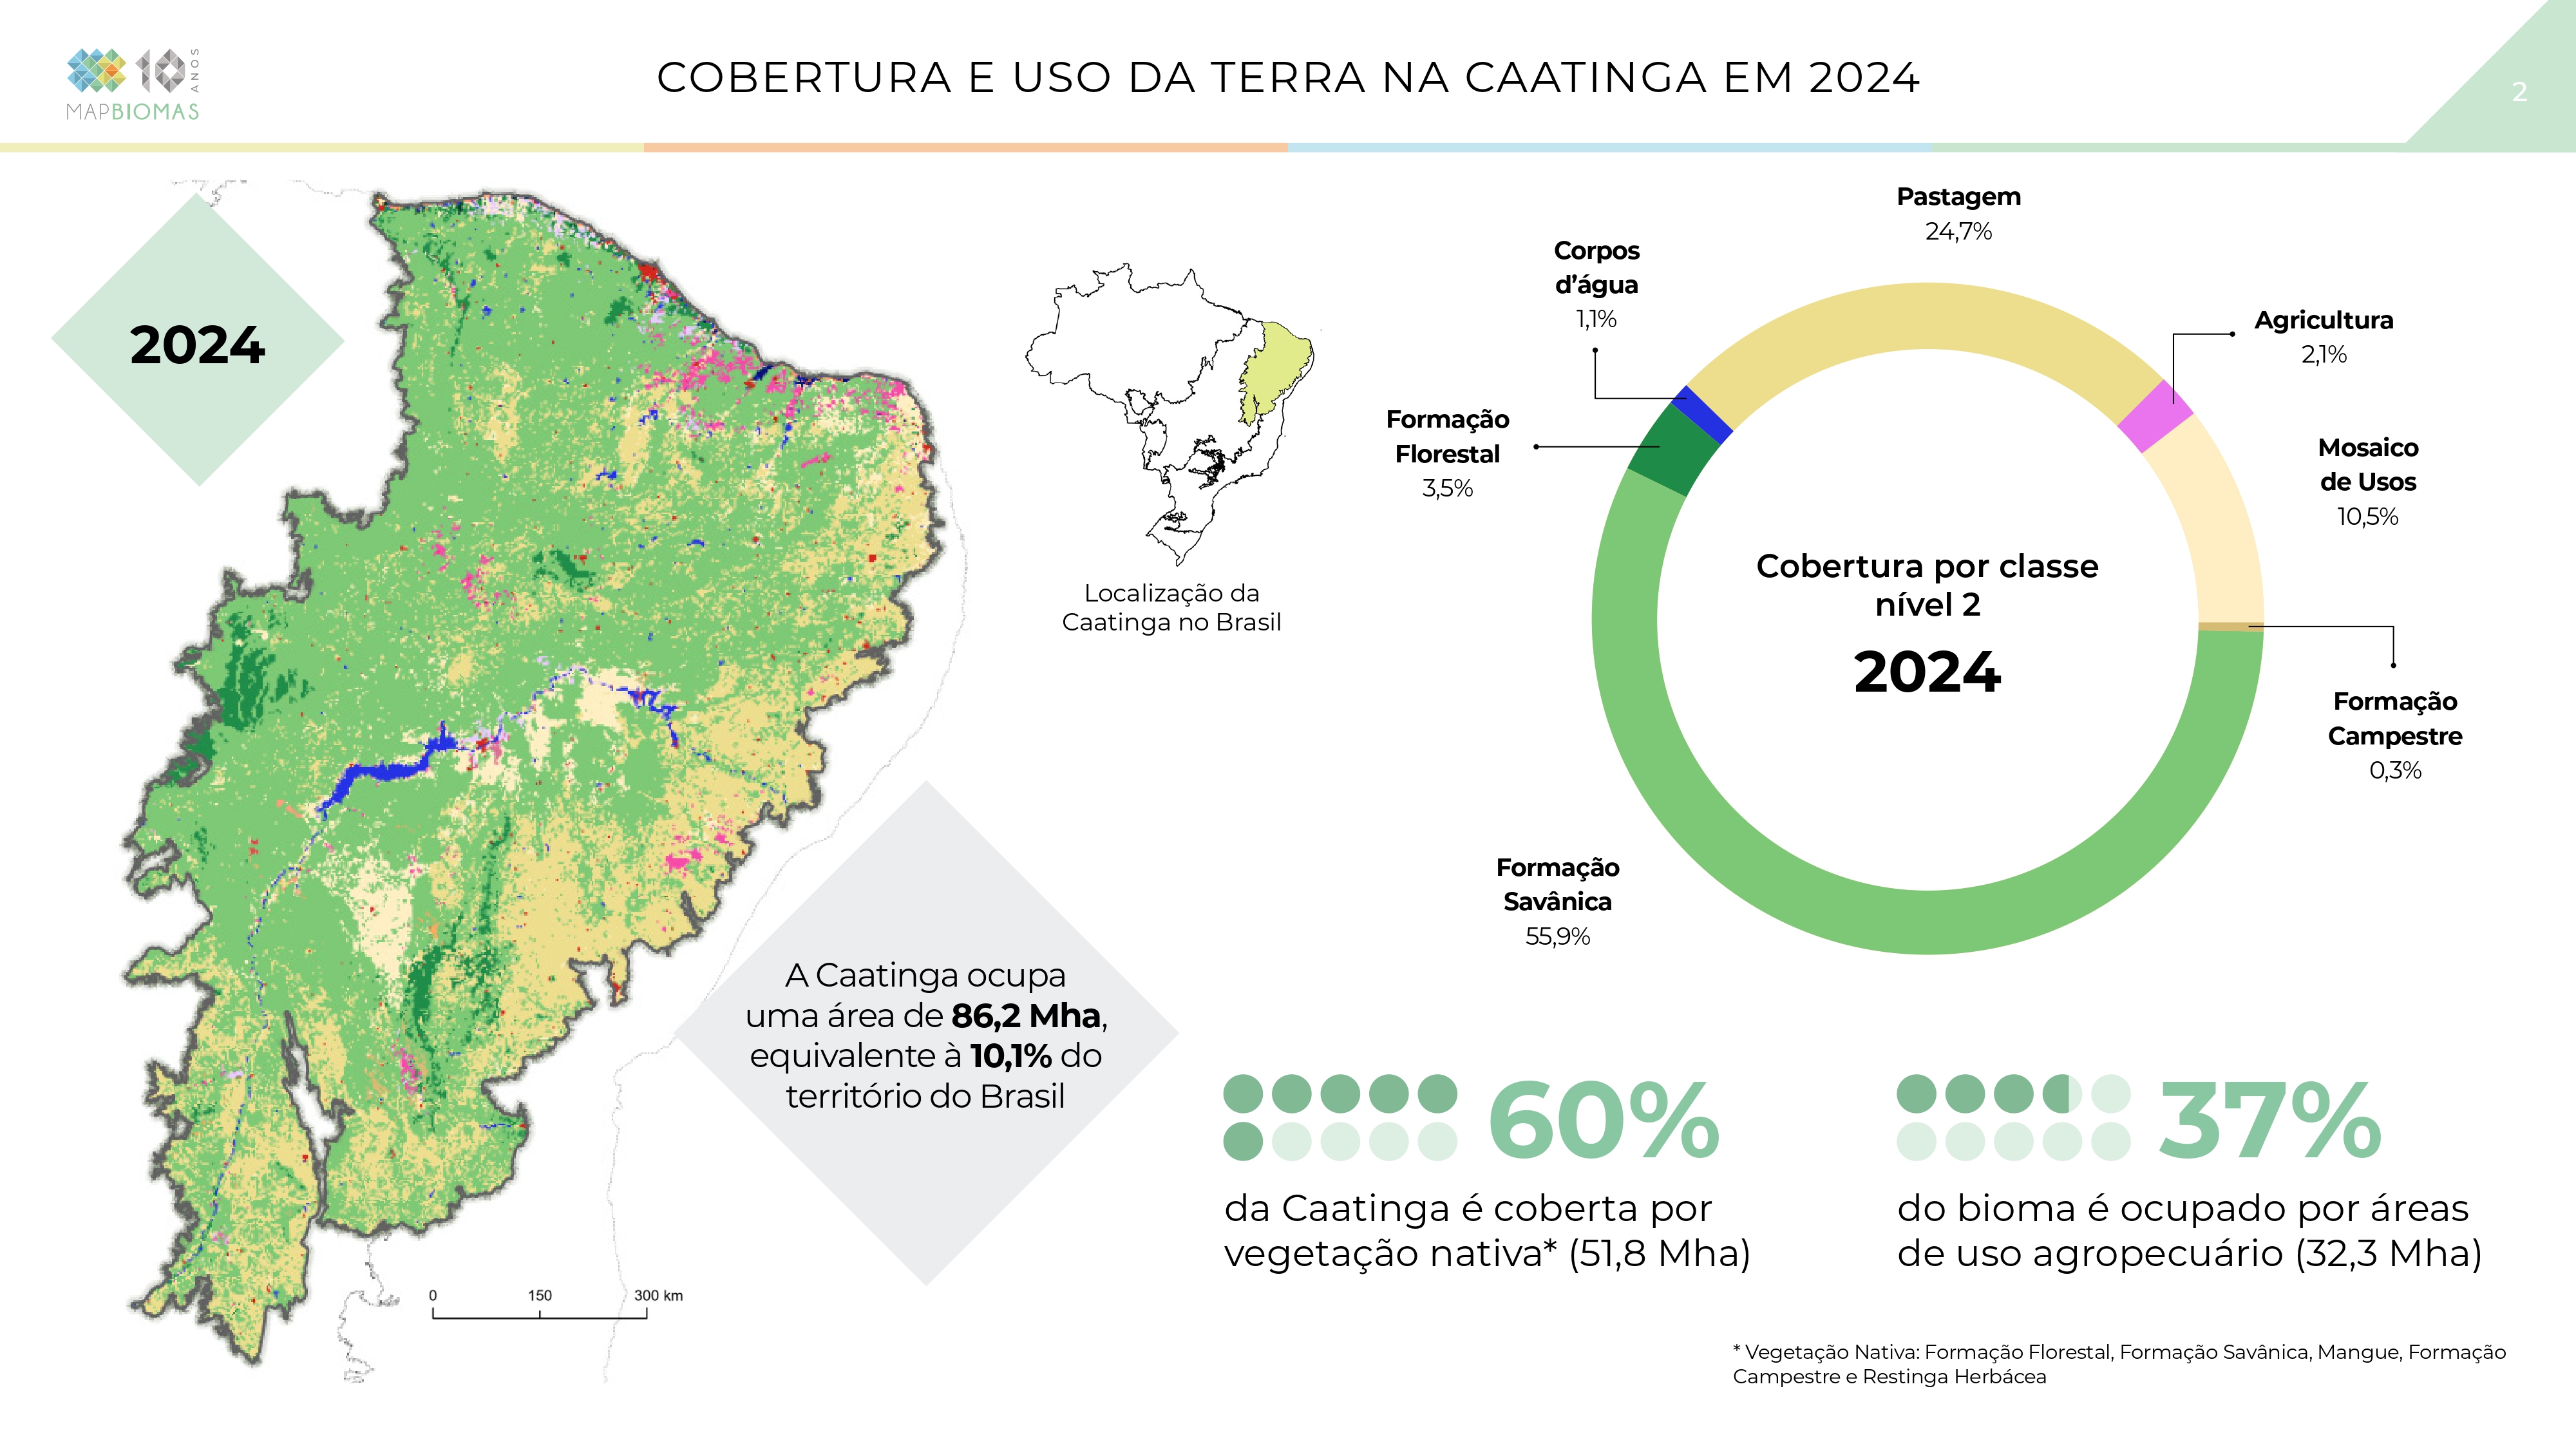 10
ANOS
MAPBIOMAS
COBERTURA E USO DA TERRA NA CAATINGA EM 2024
2
2024
Localização da
Caatinga no Brasil
A Caatinga ocupa
uma área de 86,2 Mha,
equivalente à 10,1% do
território do Brasil
0 150 300 km
Pastagem
24,7%
Corpos
d’água
1,1%
Agricultura
2,1%
Formação
Florestal
3,5%
Mosaico
de Usos
10,5%
Cobertura por classe
nível 2
2024
Formação
Campestre
0,3%
Formação
Savânica
55,9%
60%
da Caatinga é coberta por
vegetação nativa* (51,8 Mha)
37%
do bioma é ocupado por áreas
de uso agropecuário (32,3 Mha)
* Vegetação Nativa: Formação Florestal, Formação Savânica, Mangue, Formação
Campestre e Restinga Herbácea